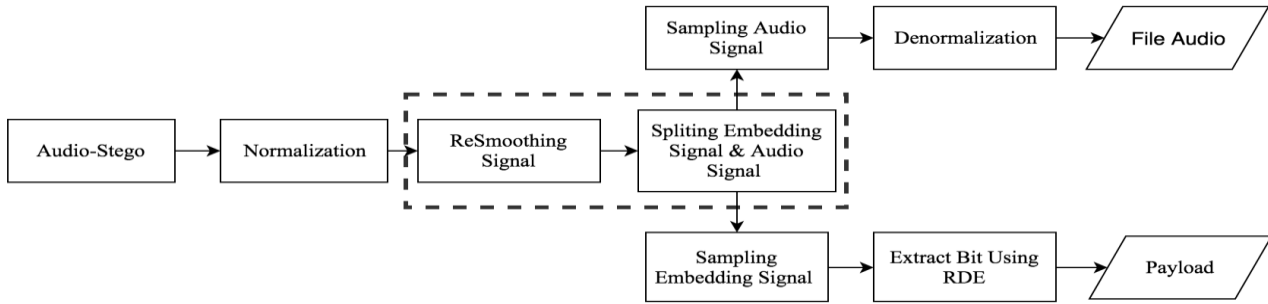 Sampling Audio
Signal
Denormalization
File Audio
Audio-Stego
Normalization
ReSmoothing
Signal
Spliting Embedding
Signal & Audio
Signal
Sampling
Embedding Signal
Extract Bit Using
RDE
Payload